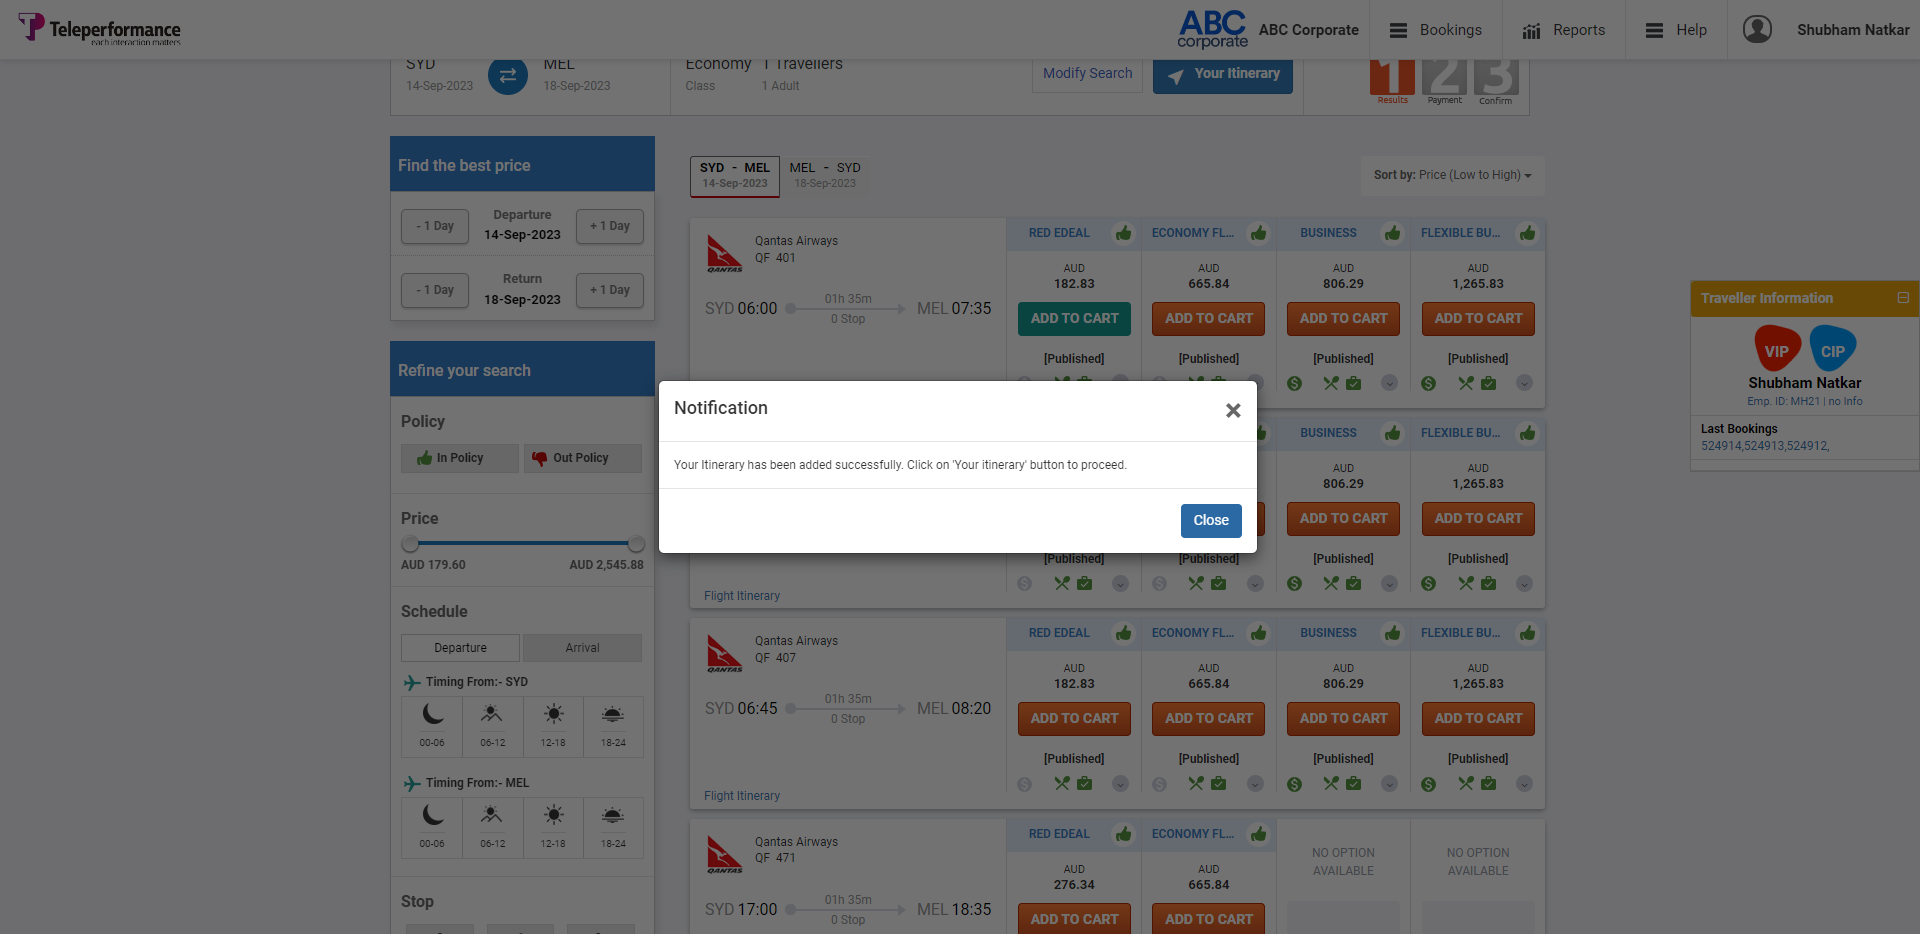 Teleperformance
each interaction matters
ABC corporate
ABC Corporate
Bookings
Reports
Help
Shubham Natkar
SYD
14-Sep-2023
MEL
18-Sep-2023
Economy
Class
1 Travellers
1 Adult
Modify Search
Your Itinerary
1 2 3
Results Payment Confirm
Find the best price
- 1 Day
Departure
14-Sep-2023
+ 1 Day
- 1 Day
Return
18-Sep-2023
+ 1 Day
Refine your search
Policy
In Policy
Out Policy
Price
AUD 179.60 AUD 2,545.88
Schedule
Departure Arrival
Timing From:- SYD
00-06 06-12 12-18 18-24
Timing From:- MEL
00-06 06-12 12-18 18-24
Stop
SYD - MEL
14-Sep-2023
MEL - SYD
18-Sep-2023
Sort by: Price (Low to High)
QANTAS
Qantas Airways
QF 401
SYD 06:00
01h 35m
0 Stop
MEL 07:35
RED EDEAL ECONOMY FL... BUSINESS FLEXIBLE BU...
AUD AUD AUD AUD
182.83 665.84 806.29 1,265.83
ADD TO CART ADD TO CART ADD TO CART ADD TO CART
[Published] [Published] [Published] [Published]
Notification
Your Itinerary has been added successfully. Click on 'Your itinerary' button to proceed.
Close
BUSINESS FLEXIBLE BU...
AUD AUD
806.29 1,265.83
ADD TO CART ADD TO CART
[Published] [Published] [Published] [Published]
Flight Itinerary
QANTAS
Qantas Airways
QF 407
SYD 06:45
01h 35m
0 Stop
MEL 08:20
RED EDEAL ECONOMY FL... BUSINESS FLEXIBLE BU...
AUD AUD AUD AUD
182.83 665.84 806.29 1,265.83
ADD TO CART ADD TO CART ADD TO CART ADD TO CART
[Published] [Published] [Published] [Published]
Flight Itinerary
QANTAS
Qantas Airways
QF 471
SYD 17:00
01h 35m
0 Stop
MEL 18:35
RED EDEAL ECONOMY FL...
AUD AUD
276.34 665.84
ADD TO CART ADD TO CART
NO OPTION
AVAILABLE
NO OPTION
AVAILABLE
Traveller Information
VIP CIP
Shubham Natkar
Emp. ID: MH21 | no Info
Last Bookings
524914,524913,524912,